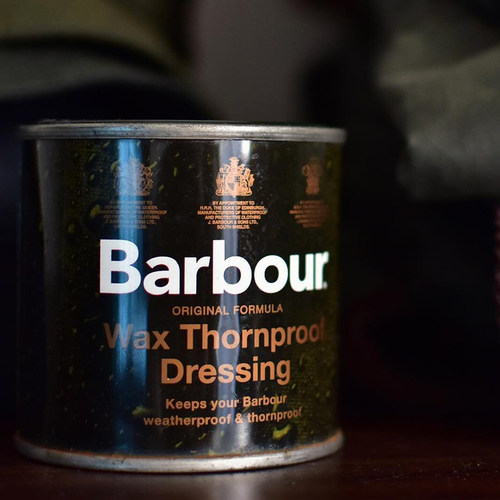 BY APPOINTMENT TO
H.R.H. THE DUKE OF EDINBURGH,
MANUFACTURERS OF WATERPROOF
AND PROTECTIVE CLOTHING
J. BARBOUR & SONS LTD.
SOUTH SHIELDS.
Barbour.
ORIGINAL FORMULA
Wax Thornproof
Dressing
Keeps your Barbour
weatherproof & thornproof